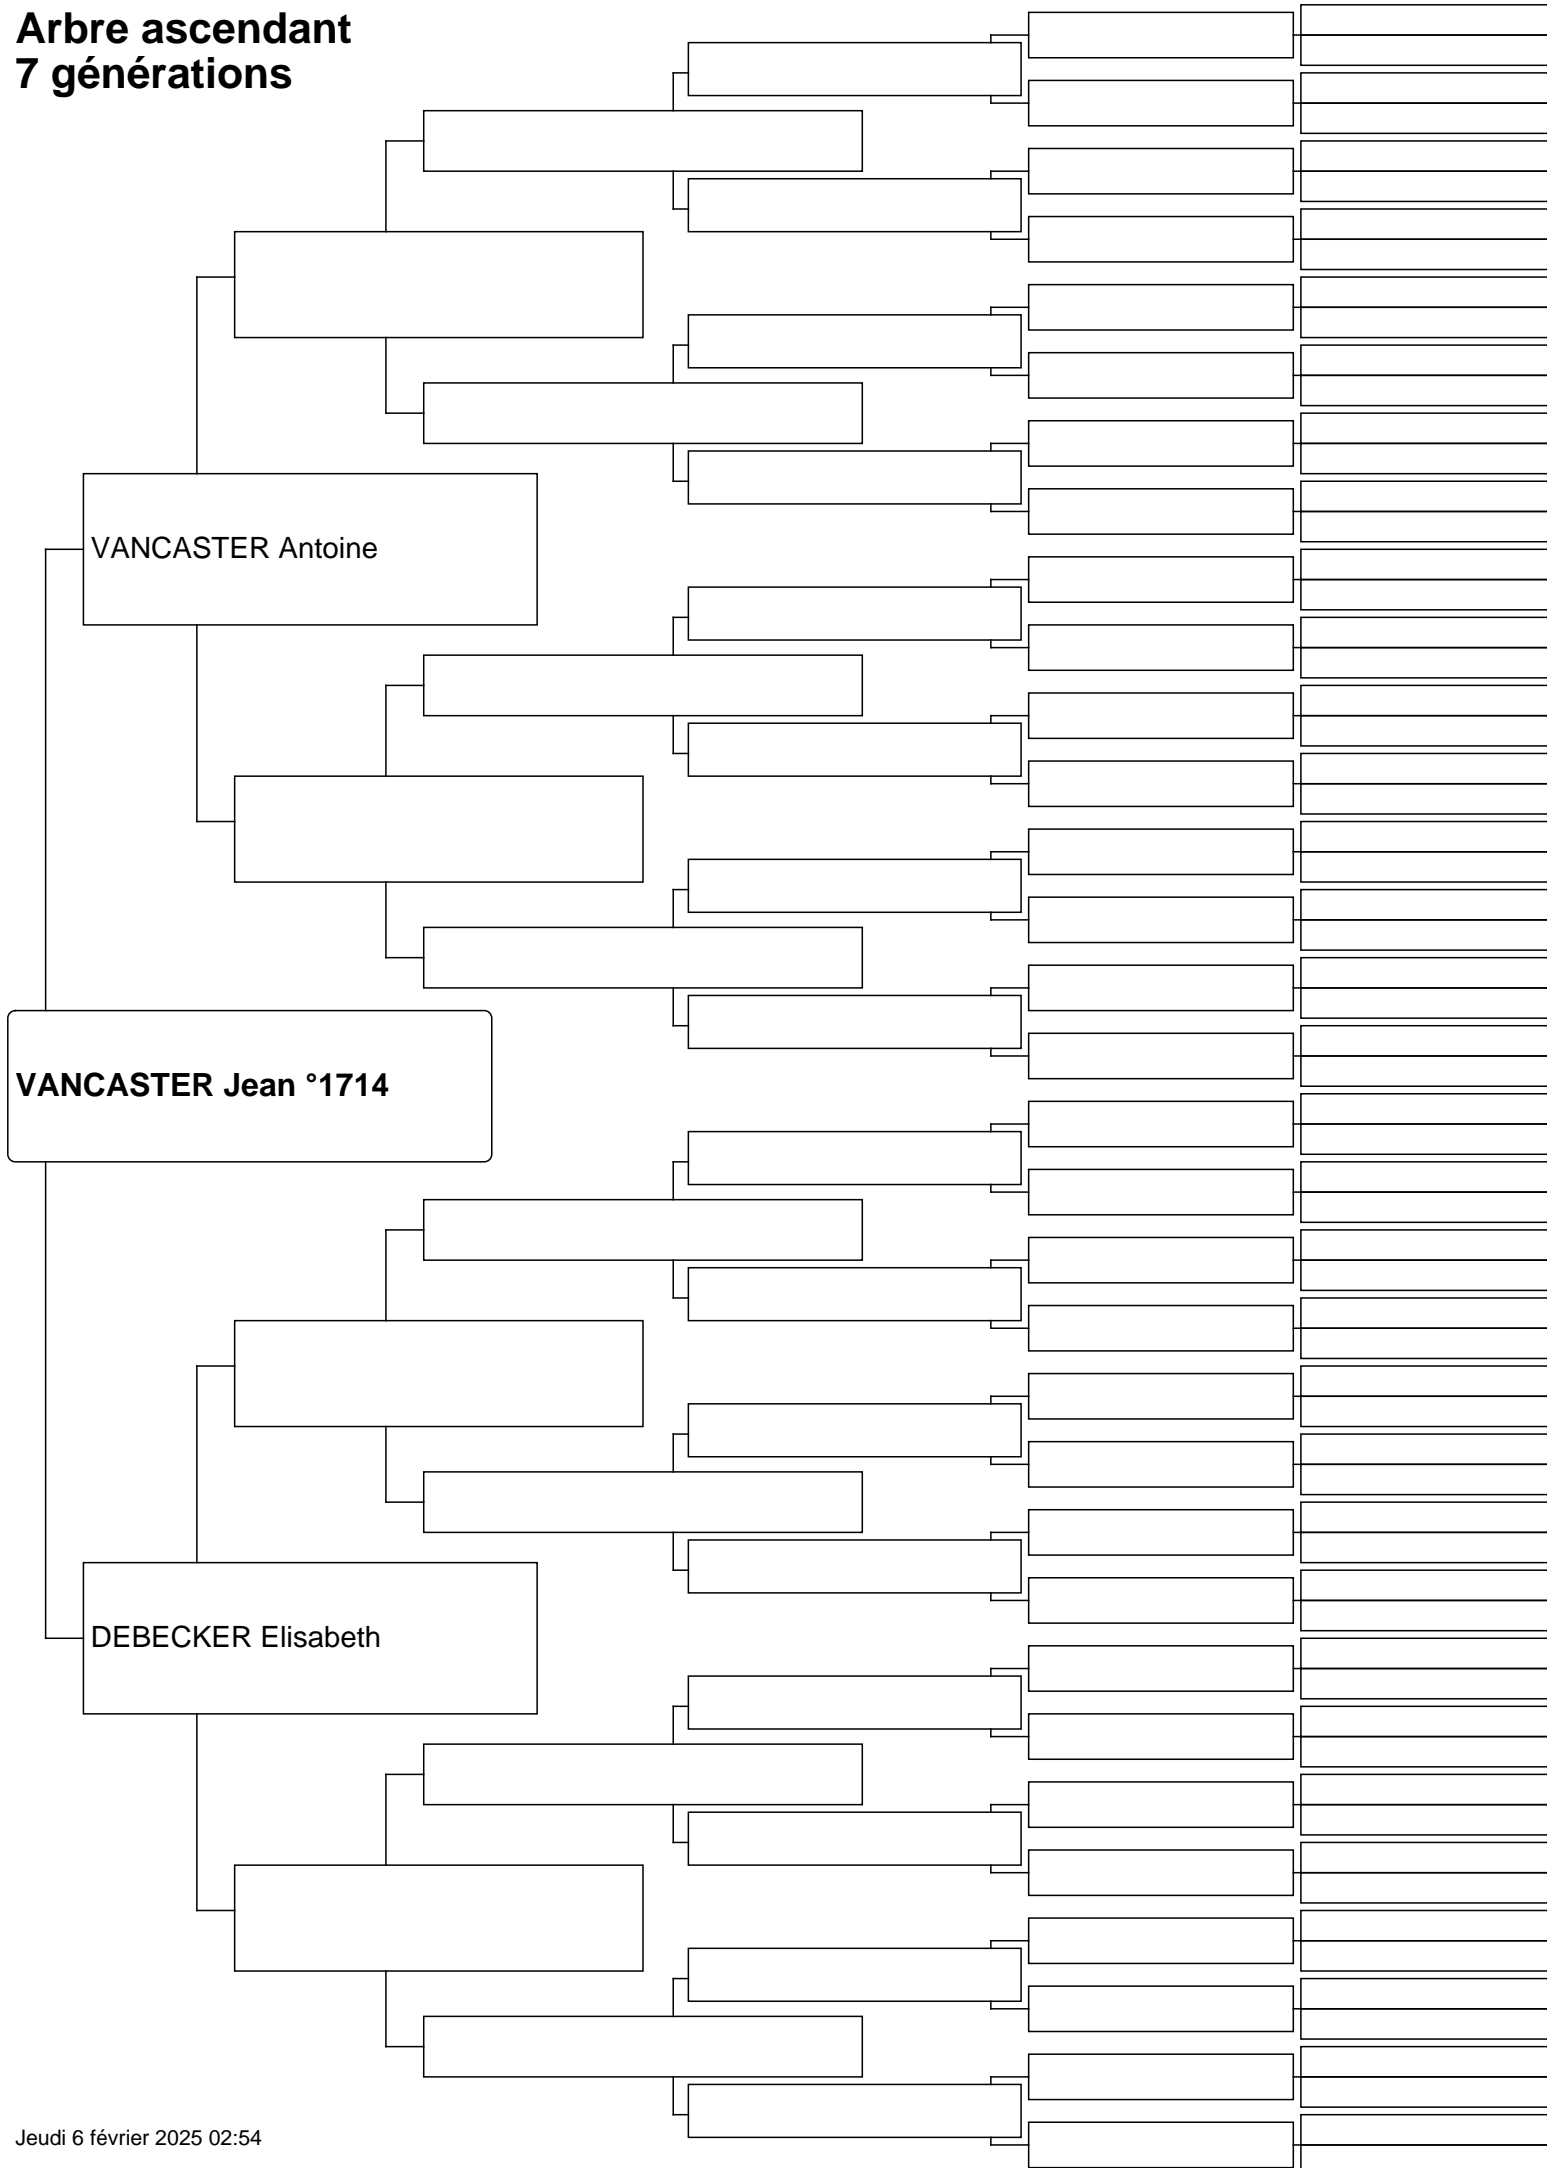 Arbre ascendant
7 générations
VANCASTER Antoine
VANCASTER Jean °1714
DEBECKER Elisabeth
Jeudi 6 février 2025 02:54